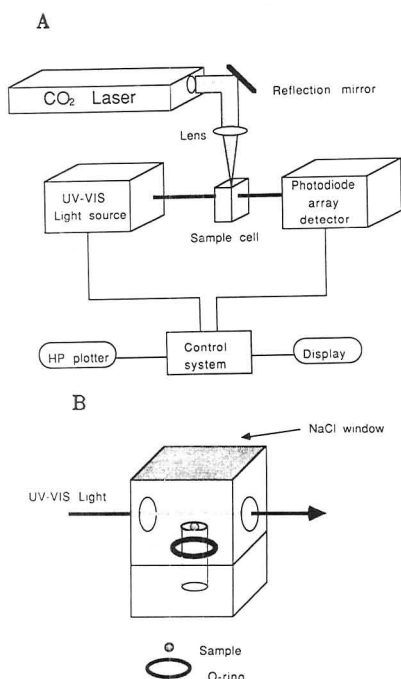 A
CO2 Laser
Reflection mirror
Lens
UV-VIS
Light source
Sample cell
Photodiode
array
detector
HP plotter
Control
system
Display
B
NaCl window
UV-VIS Light
Sample
O-ring